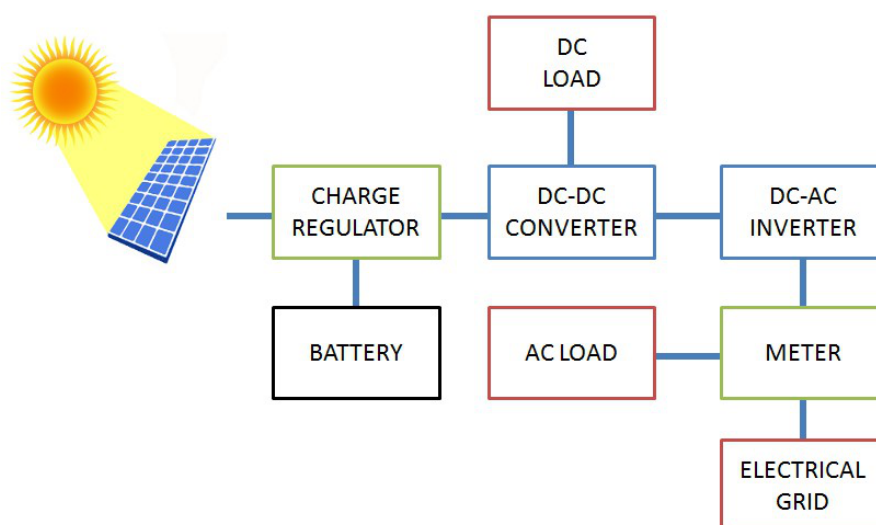 DC
LOAD
CHARGE
REGULATOR
DC-DC
CONVERTER
DC-AC
INVERTER
BATTERY
AC LOAD
METER
ELECTRICAL
GRID